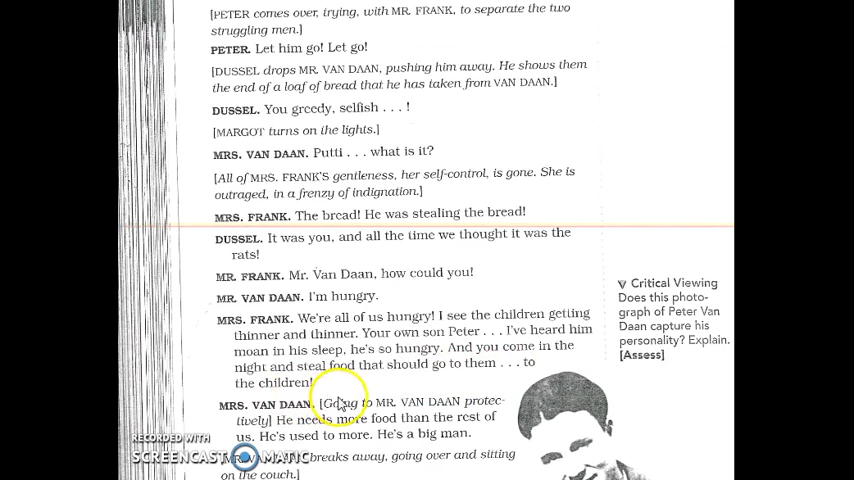 [PETER comes over, trying, with MR. FRANK, to separate the two
struggling men.]
PETER. Let him go! Let go!
[DUSSEL drops MR. VAN DAAN, pushing him away. He shows them
the end of a loaf of bread that he has taken from VAN DAAN.]
DUSSEL. You greedy, selfish . . . !
[MARGOT turns on the lights.]
MRS. VAN DAAN. Putti . . . what is it?
[All of MRS. FRANK'S gentleness, her self-control, is gone. She is
outraged, in a frenzy of indignation.]
MRS. FRANK. The bread! He was stealing the bread!
DUSSEL. It was you, and all the time we thought it was the
rats!
MR. FRANK. Mr. Van Daan, how could you!
MR. VAN DAAN. I'm hungry.
MRS. FRANK. We're all of us hungry! I see the children getting
thinner and thinner. Your own son Peter . . . I've heard him
moan in his sleep, he's so hungry. And you come in the
night and steal food that should go to them . . . to
the children!
MRS. VAN DAAN. [Going to MR. VAN DAAN protec-
tively] He needs more food than the rest of
us. He's used to more. He's a big man.
breaks away, going over and sitting
on the couch.]
▼ Critical Viewing
Does this photo-
graph of Peter Van
Daan capture his
personality? Explain.
[Assess]
RECORDED WITH
SCREENCAST MATIC